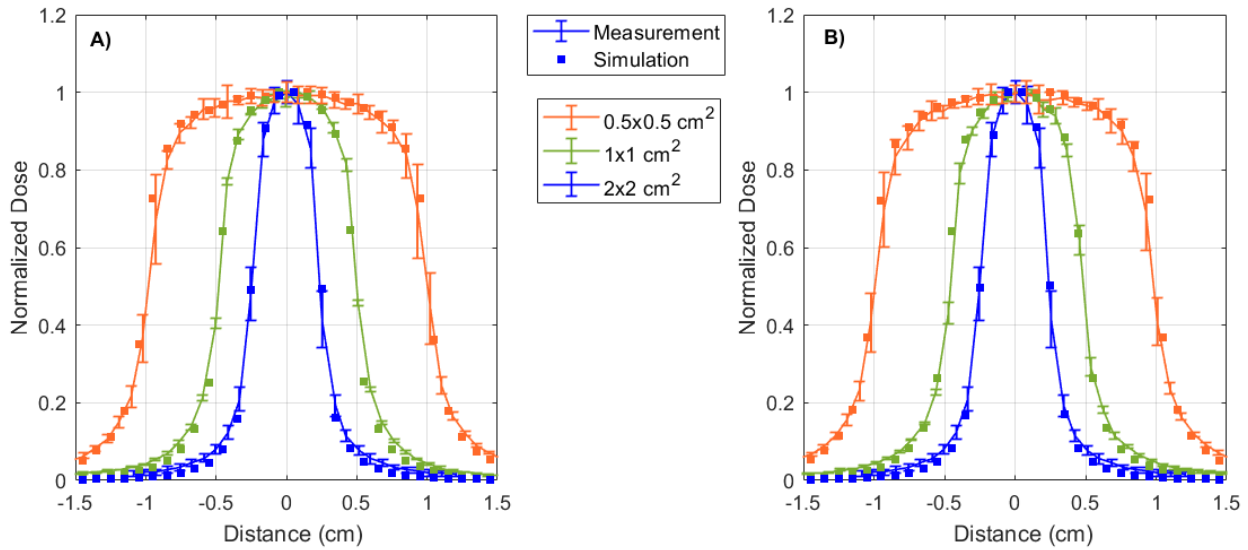 1.2
1
0.8
0.6
0.4
0.2
0
-1.5
-1
-0.5
0
0.5
1
1.5
Distance (cm)
Normalized Dose
A)
Measurement
Simulation
0.5x0.5 cm²
1x1 cm²
2x2 cm²
1.2
1
0.8
0.6
0.4
0.2
0
-1.5
-1
-0.5
0
0.5
1
1.5
Distance (cm)
Normalized Dose
B)